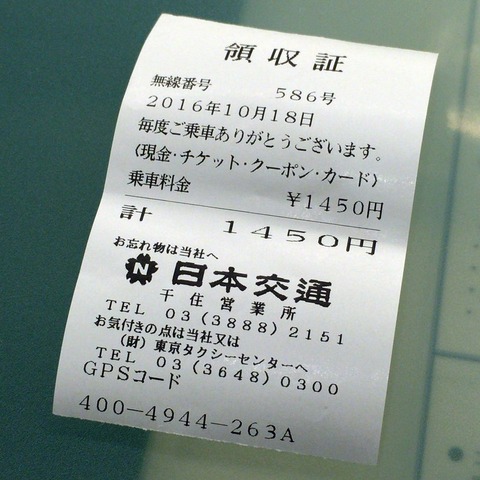 領収証
無線番号 586号
2016年10月18日
毎度ご乗車ありがとうございます。
(現金・チケット・クーポン・カード)
乗車料金 ¥1450円
計 1450円
お忘れ物は当社へ
N 日本交通
千住営業所
TEL 03(3888)2151
お気付きの点は当社又は
(財)東京タクシーセンターへ
TEL 03(3648)0300
GPSコード
400-4944-263A